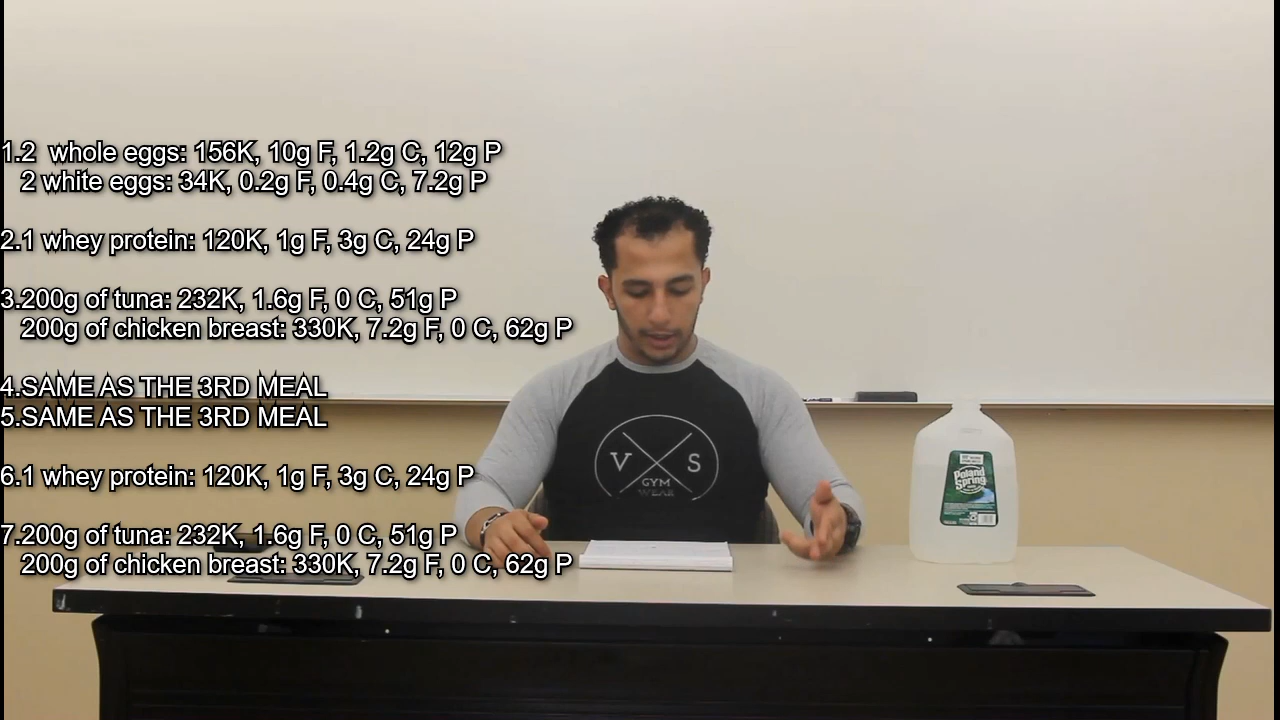 1.2 whole eggs: 156K, 10g F, 1.2g C, 12g P
2 white eggs: 34K, 0.2g F, 0.4g C, 7.2g P
2.1 whey protein: 120K, 1g F, 3g C, 24g P
3.200g of tuna: 232K, 1.6g F, 0 C, 51g P
200g of chicken breast: 330K, 7.2g F, 0 C, 62g P
4.SAME AS THE 3RD MEAL
5.SAME AS THE 3RD MEAL
6.1 whey protein: 120K, 1g F, 3g C, 24g P
7.200g of tuna: 232K, 1.6g F, 0 C, 51g P
200g of chicken breast: 330K, 7.2g F, 0 C, 62g P
V S
GYM
WEAR
Poland
Spring